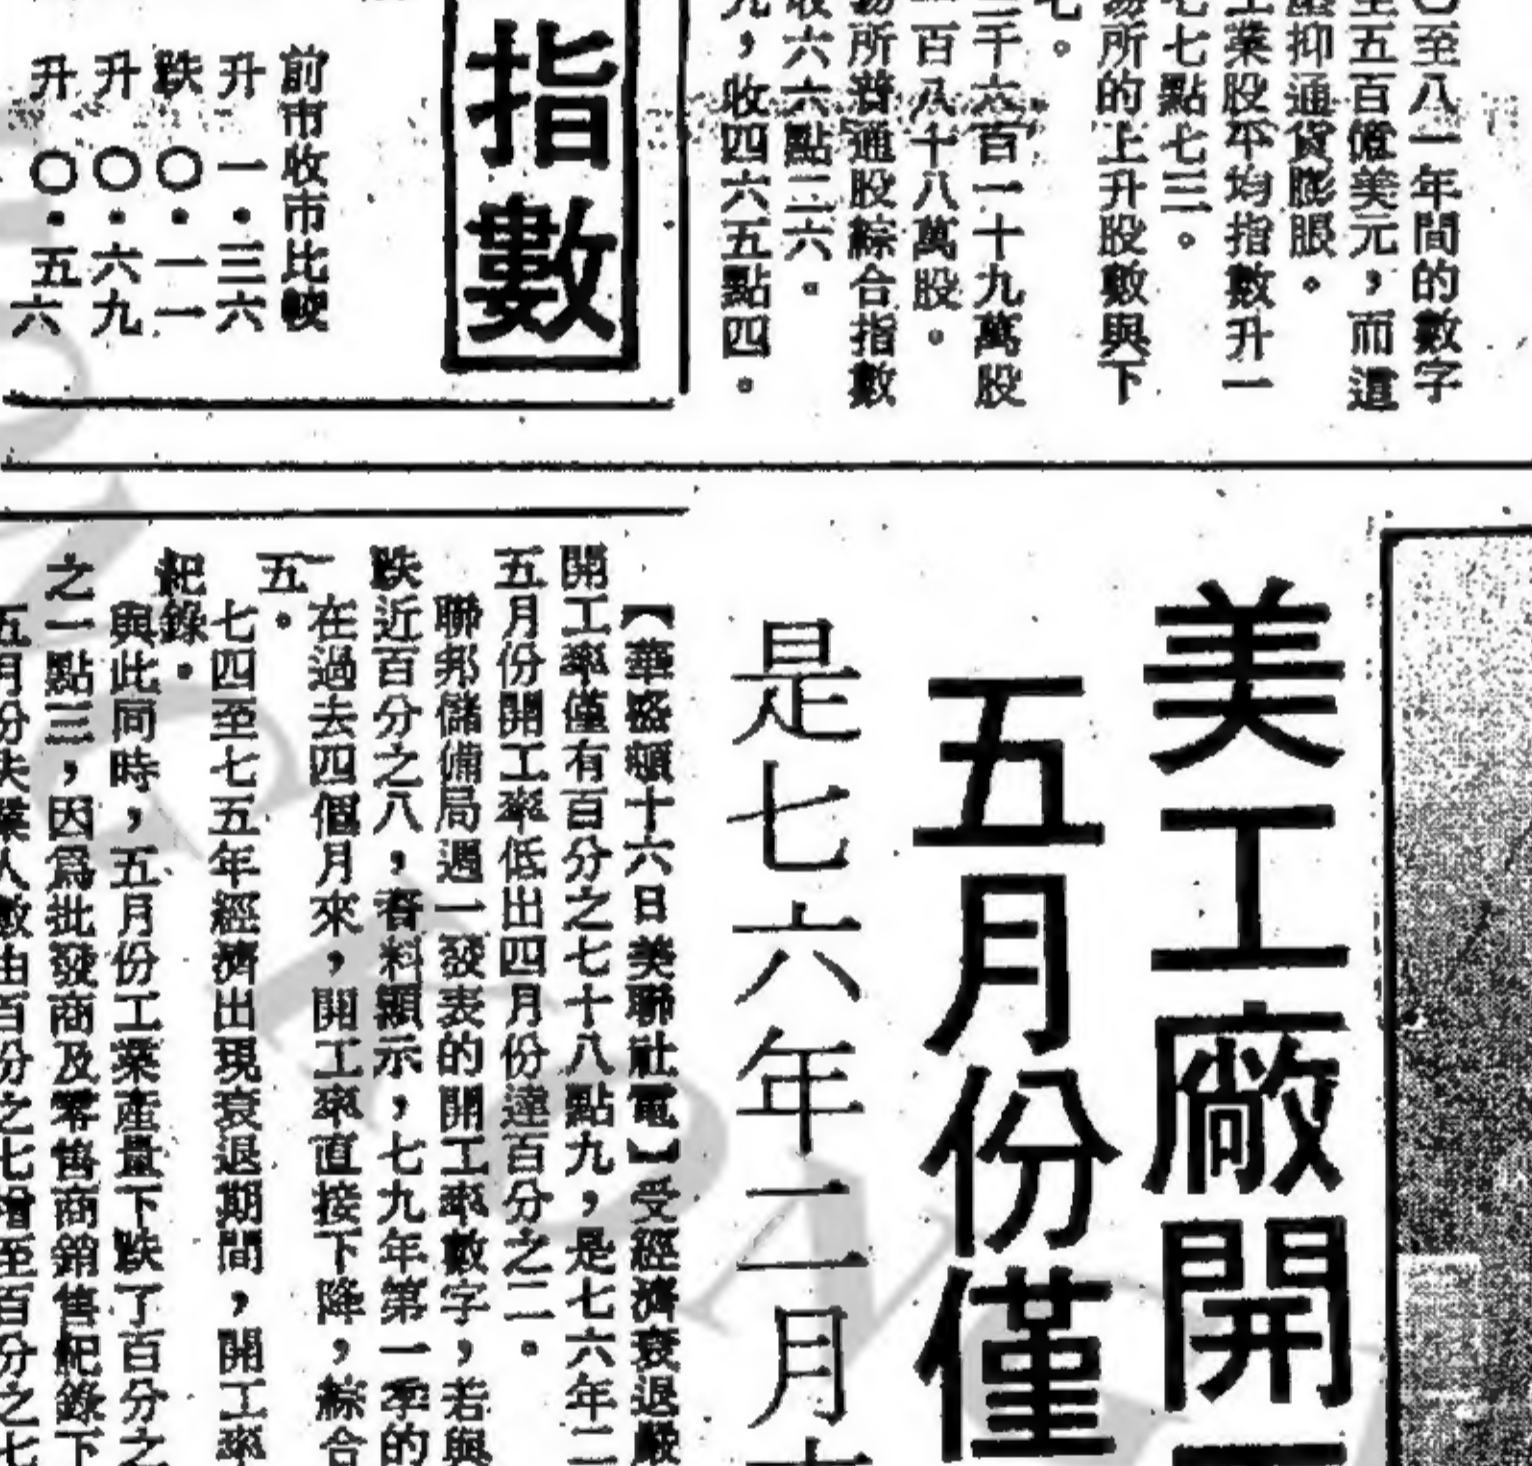 至八一年間的數字
至五百億美元，而這
抑通貨膨脹。
業股平均指數升一
七點七三。
所的上升股數與下
七。
三千六百一十九萬股
百八十八萬股。
所普通股綜合指數
收六六點二六。
九，收四六五點四。
指數
前市收市比較
升一・三六
跌〇・一一
升〇・六九
升〇・五六
美工廠開
五月份僅
是七六年二月
【華盛頓十六日美聯社電】受經濟衰退嚴
開工率僅有百分之七十八點九，是七六年二
五月份開工率低出四月份達百分之二。
聯邦儲備局週一發表的開工率數字，若與
跌近百分之八，資料顯示，七九年第一季的
在過去四個月來，開工率直接下降，綜合
五。
七四至七五年經濟出現衰退期間，開工率
紀錄。
與此同時，五月份工業產量下跌了百分之
之一點三，因為批發商及零售商銷售紀錄下
五月份失業人數由百分之七增至百分之七